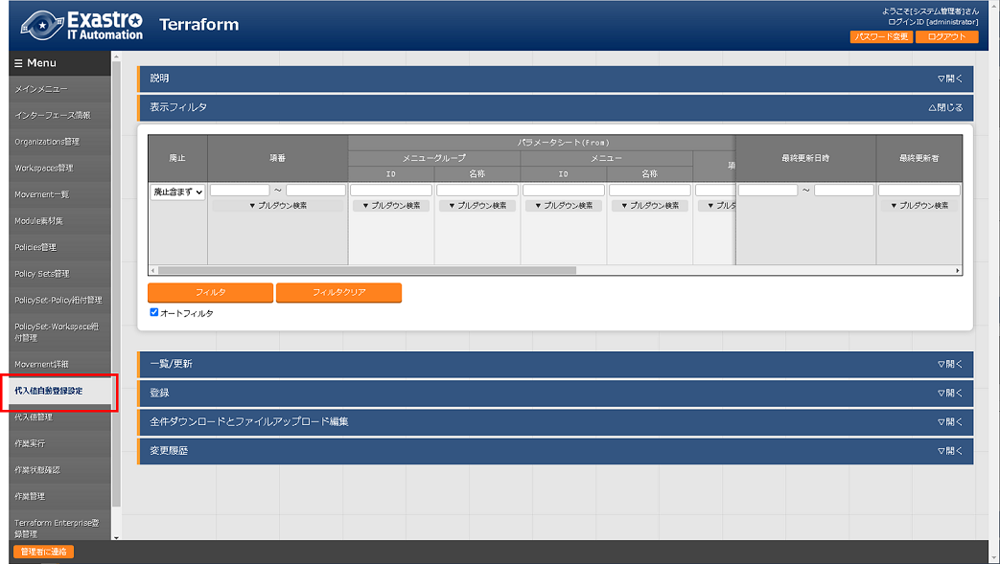 Exastro
IT Automation
Terraform
ようこそ[システム管理者]さん
ログインID [administrator]
パスワード変更
ログアウト
☰ Menu
メインメニュー
インターフェース情報
Organizations管理
Workspaces管理
Movement一覧
Module素材集
Policies管理
Policy Sets管理
PolicySet-Policy紐付管理
PolicySet-Workspace紐
付管理
Movement詳細
代入値自動登録設定
代入値管理
作業実行
作業状態確認
作業管理
Terraform Enterprise登
録管理
管理者に連絡
説明
▽開く
表示フィルタ
△閉じる
廃止
項番
パラメータシート(From)
メニューグループ
メニュー
項
ID
名称
ID
名称
最終更新日時
最終更新者
廃止含まず
～
～
▼ プルダウン検索
▼ プルダウン検索
▼ プルダウン検索
▼ プルダウン検索
▼ プルダウン検索
▼ プルダ
▼ プルダウン検索
フィルタ
フィルタクリア
オートフィルタ
一覧/更新
▽開く
登録
▽開く
全件ダウンロードとファイルアップロード編集
▽開く
変更履歴
▽開く